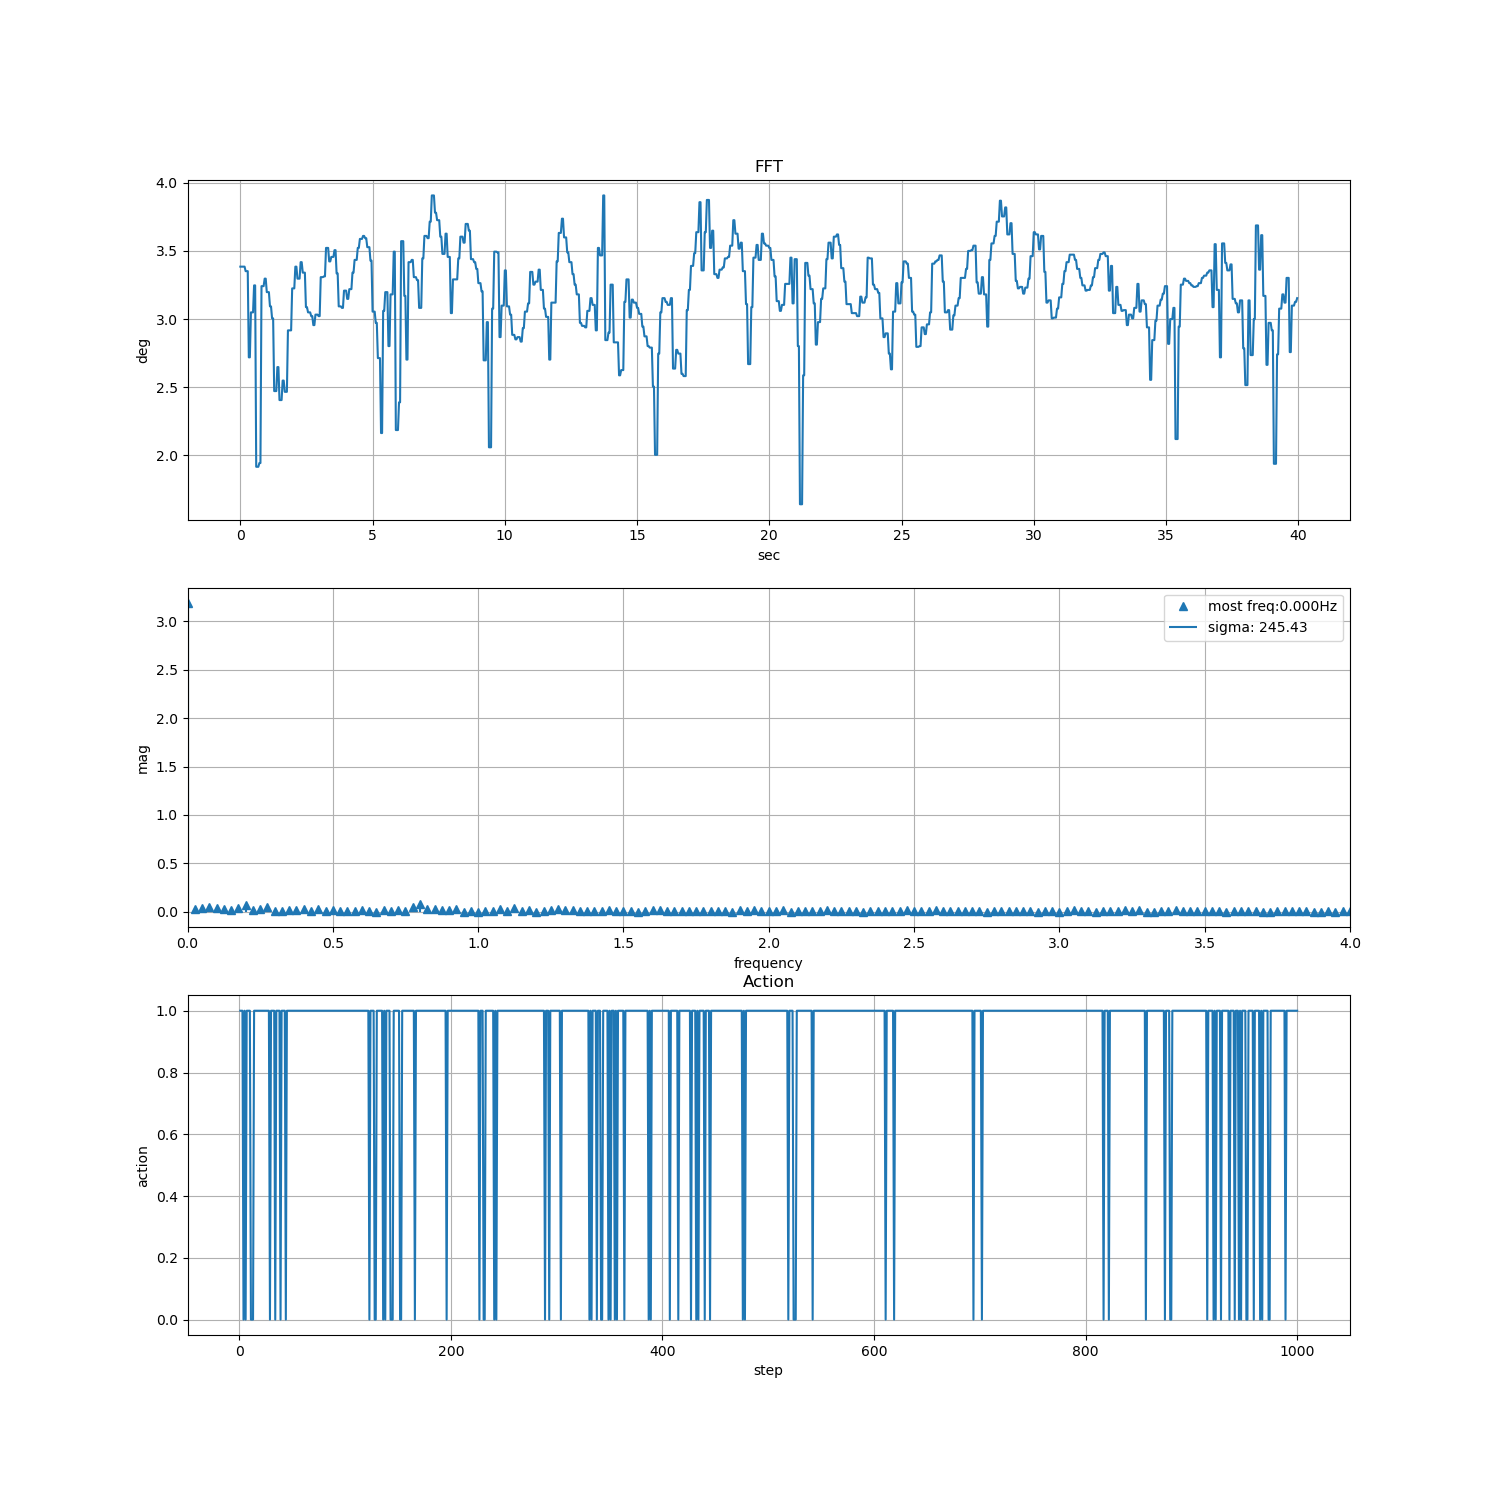 FFT
4.0
3.5
3.0
2.5
2.0
deg
0 5 10 15 20 25 30 35 40
sec
most freq:0.000Hz
sigma: 245.43
3.0
2.5
2.0
1.5
1.0
0.5
0.0
mag
0.0 0.5 1.0 1.5 2.0 2.5 3.0 3.5 4.0
frequency
Action
1.0
0.8
0.6
0.4
0.2
0.0
action
0 200 400 600 800 1000
step